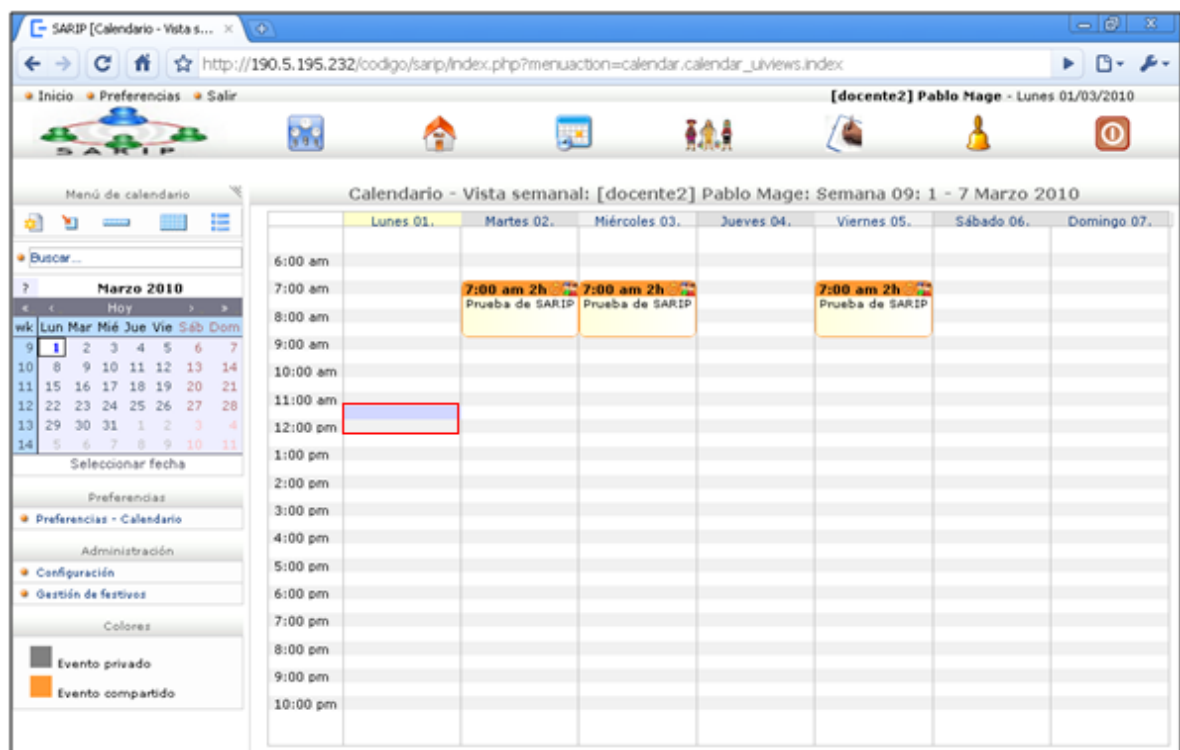 SARIP [Calendario - Vista s...
http://190.5.195.232/codigo/sarip/index.php?menuaction=calendar.calendar_uiviews.index
Inicio Preferencias Salir
[docente2] Pablo Mage - Lunes 01/03/2010
SARIP
Menú de calendario
Calendario - Vista semanal: [docente2] Pablo Mage: Semana 09: 1 - 7 Marzo 2010
Lunes 01. Martes 02. Miércoles 03. Jueves 04. Viernes 05. Sábado 06. Domingo 07.
Buscar...
? Marzo 2010
« ‹ Hoy › »
wk Lun Mar Mié Jue Vie Sáb Dom
9 1 2 3 4 5 6 7
10 8 9 10 11 12 13 14
11 15 16 17 18 19 20 21
12 22 23 24 25 26 27 28
13 29 30 31 1 2 3 4
14 5 6 7 8 9 10 11
Seleccionar fecha
Preferencias
Preferencias - Calendario
Administración
Configuración
Gestión de festivos
Colores
Evento privado
Evento compartido
6:00 am
7:00 am
7:00 am 2h
Prueba de SARIP
7:00 am 2h
Prueba de SARIP
7:00 am 2h
Prueba de SARIP
8:00 am
9:00 am
10:00 am
11:00 am
12:00 pm
1:00 pm
2:00 pm
3:00 pm
4:00 pm
5:00 pm
6:00 pm
7:00 pm
8:00 pm
9:00 pm
10:00 pm